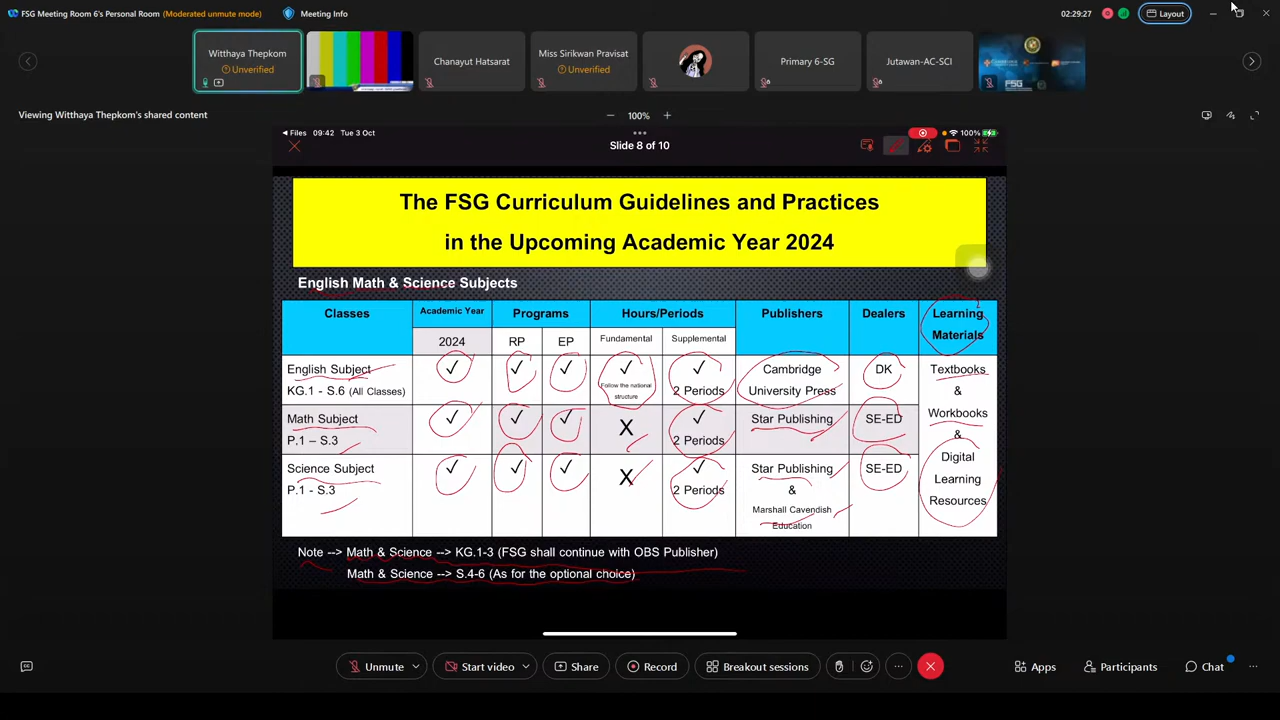 FSG Meeting Room 6's Personal Room (Moderated unmute mode) Meeting Info 02:29:27 Layout
Witthaya Thepkom
Unverified
Chanayut Hatsarat
Miss Sirikwan Pravisat
Unverified
Primary 6-SG
Jutawan-AC-SCI
FSG
Viewing Witthaya Thepkom's shared content
100%
Files 09:42 Tue 3 Oct 100%
Slide 8 of 10
The FSG Curriculum Guidelines and Practices
in the Upcoming Academic Year 2024
English Math & Science Subjects
Classes Academic Year Programs Hours/Periods Publishers Dealers Learning Materials
2024 RP EP Fundamental Supplemental
English Subject ✓ ✓ ✓ ✓ ✓ Cambridge DK Textbooks
KG.1 - S.6 (All Classes) Follow the national structure 2 Periods University Press &
Math Subject ✓ ✓ ✓ X ✓ Star Publishing SE-ED Workbooks
P.1 – S.3 2 Periods &
Science Subject ✓ ✓ ✓ X ✓ Star Publishing SE-ED Digital
P.1 - S.3 2 Periods & Learning
Marshall Cavendish Resources
Education
Note --> Math & Science --> KG.1-3 (FSG shall continue with OBS Publisher)
Math & Science --> S.4-6 (As for the optional choice)
Unmute Start video Share Record Breakout sessions Apps Participants Chat